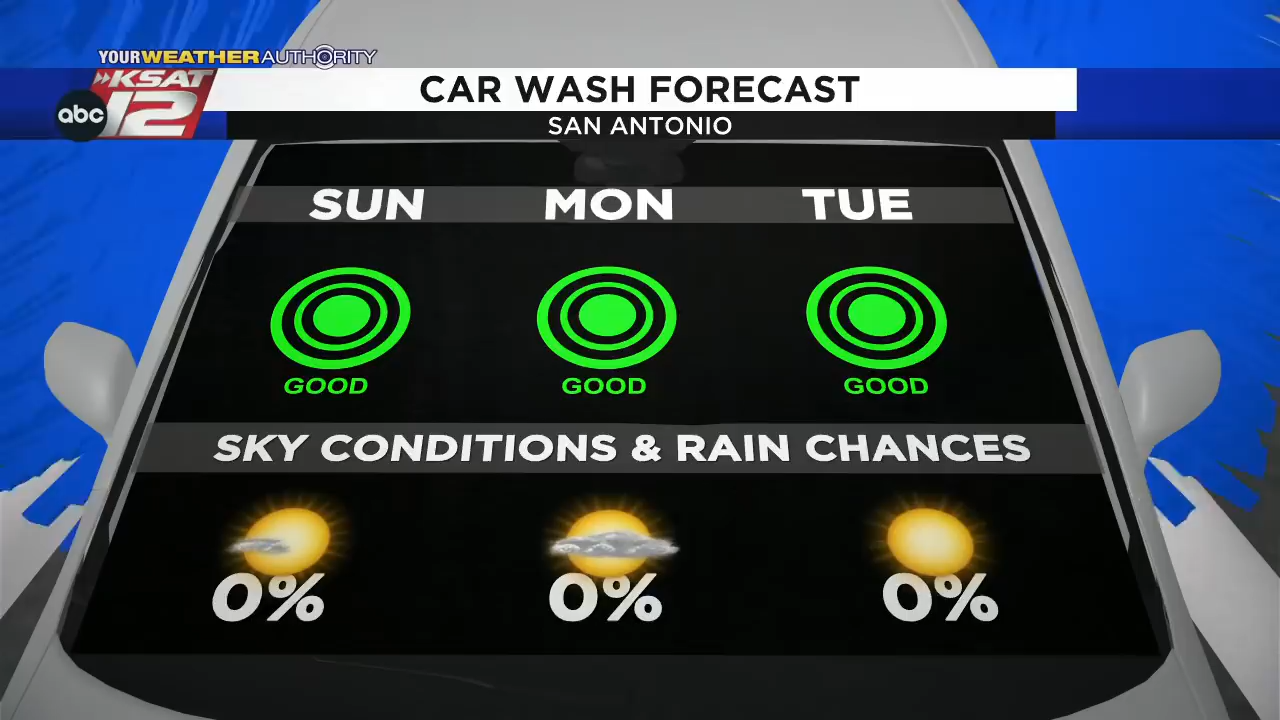 YOUR WEATHER AUTHORITY
KSAT
abc 12
CAR WASH FORECAST
SAN ANTONIO
SUN MON TUE
GOOD GOOD GOOD
SKY CONDITIONS & RAIN CHANCES
0% 0% 0%